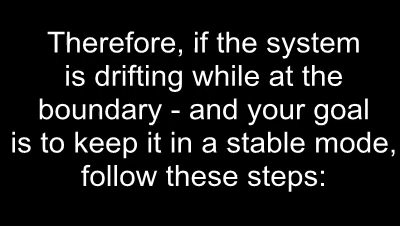 Therefore, if the system
is drifting while at the
boundary - and your goal
is to keep it in a stable mode,
follow these steps: